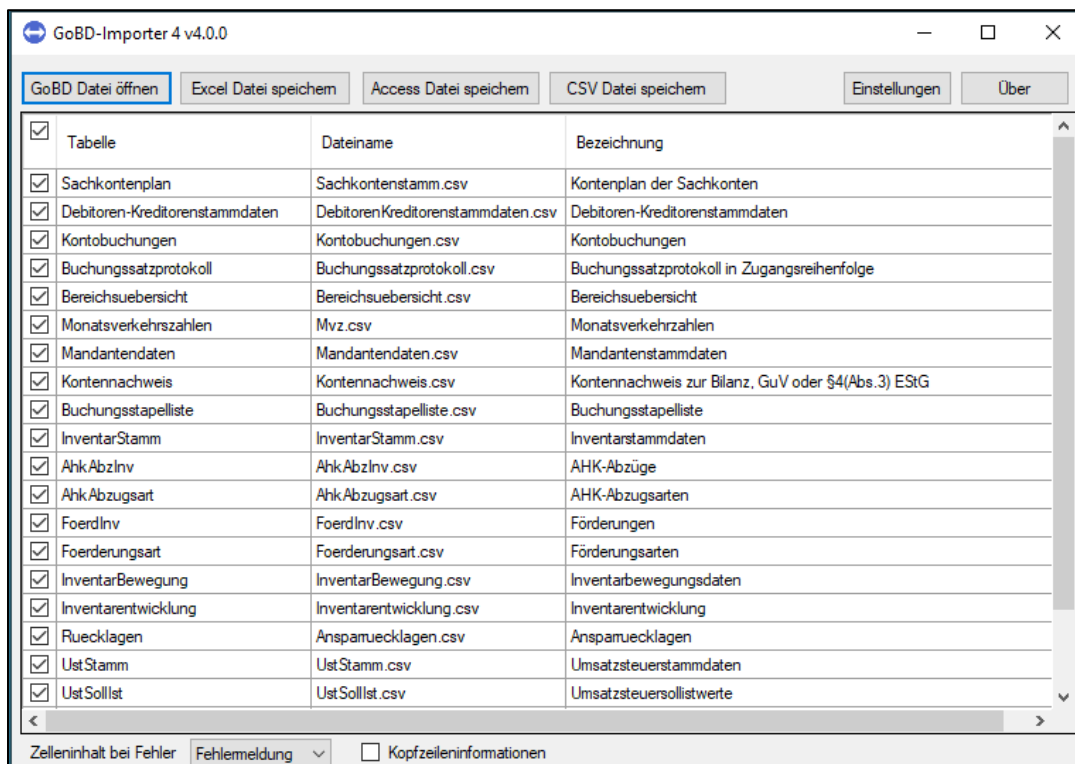 GoBD-Importer 4 v4.0.0
GoBD Datei öffnen Excel Datei speichern Access Datei speichern CSV Datei speichern Einstellungen Über
Tabelle Dateiname Bezeichnung
Sachkontenplan Sachkontenstamm.csv Kontenplan der Sachkonten
Debitoren-Kreditorenstammdaten DebitorenKreditorenstammdaten.csv Debitoren-Kreditorenstammdaten
Kontobuchungen Kontobuchungen.csv Kontobuchungen
Buchungssatzprotokoll Buchungssatzprotokoll.csv Buchungssatzprotokoll in Zugangsreihenfolge
Bereichsuebersicht Bereichsuebersicht.csv Bereichsuebersicht
Monatsverkehrszahlen Mvz.csv Monatsverkehrzahlen
Mandantendaten Mandantendaten.csv Mandantenstammdaten
Kontennachweis Kontennachweis.csv Kontennachweis zur Bilanz, GuV oder §4(Abs.3) EStG
Buchungsstapelliste Buchungsstapelliste.csv Buchungsstapelliste
InventarStamm InventarStamm.csv Inventarstammdaten
AhkAbzInv AhkAbzInv.csv AHK-Abzüge
AhkAbzugsart AhkAbzugsart.csv AHK-Abzugsarten
FoerdInv FoerdInv.csv Förderungen
Foerderungsart Foerderungsart.csv Förderungsarten
InventarBewegung InventarBewegung.csv Inventarbewegungsdaten
Inventarentwicklung Inventarentwicklung.csv Inventarentwicklung
Ruecklagen Ansparruecklagen.csv Ansparruecklagen
UstStamm UstStamm.csv Umsatzsteuerstammdaten
UstSollIst UstSollIst.csv Umsatzsteuersollistwerte
Zelleninhalt bei Fehler Fehlermeldung Kopfzeileninformationen